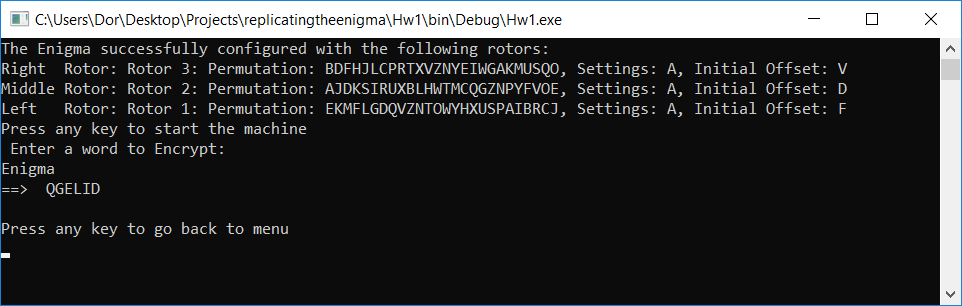 C:\Users\Dor\Desktop\Projects\replicatingtheenigma\Hw1\bin\Debug\Hw1.exe
The Enigma successfully configured with the following rotors:
Right  Rotor: Rotor 3: Permutation: BDFHJLCPRTXVZNYEIWGAKMUSQO, Settings: A, Initial Offset: V
Middle Rotor: Rotor 2: Permutation: AJDKSIRUXBLHWTMCQGZNPYFVOE, Settings: A, Initial Offset: D
Left   Rotor: Rotor 1: Permutation: EKMFLGDQVZNTOWYHXUSPAIBRCJ, Settings: A, Initial Offset: F
Press any key to start the machine
 Enter a word to Encrypt:
Enigma
==>  QGELID
Press any key to go back to menu